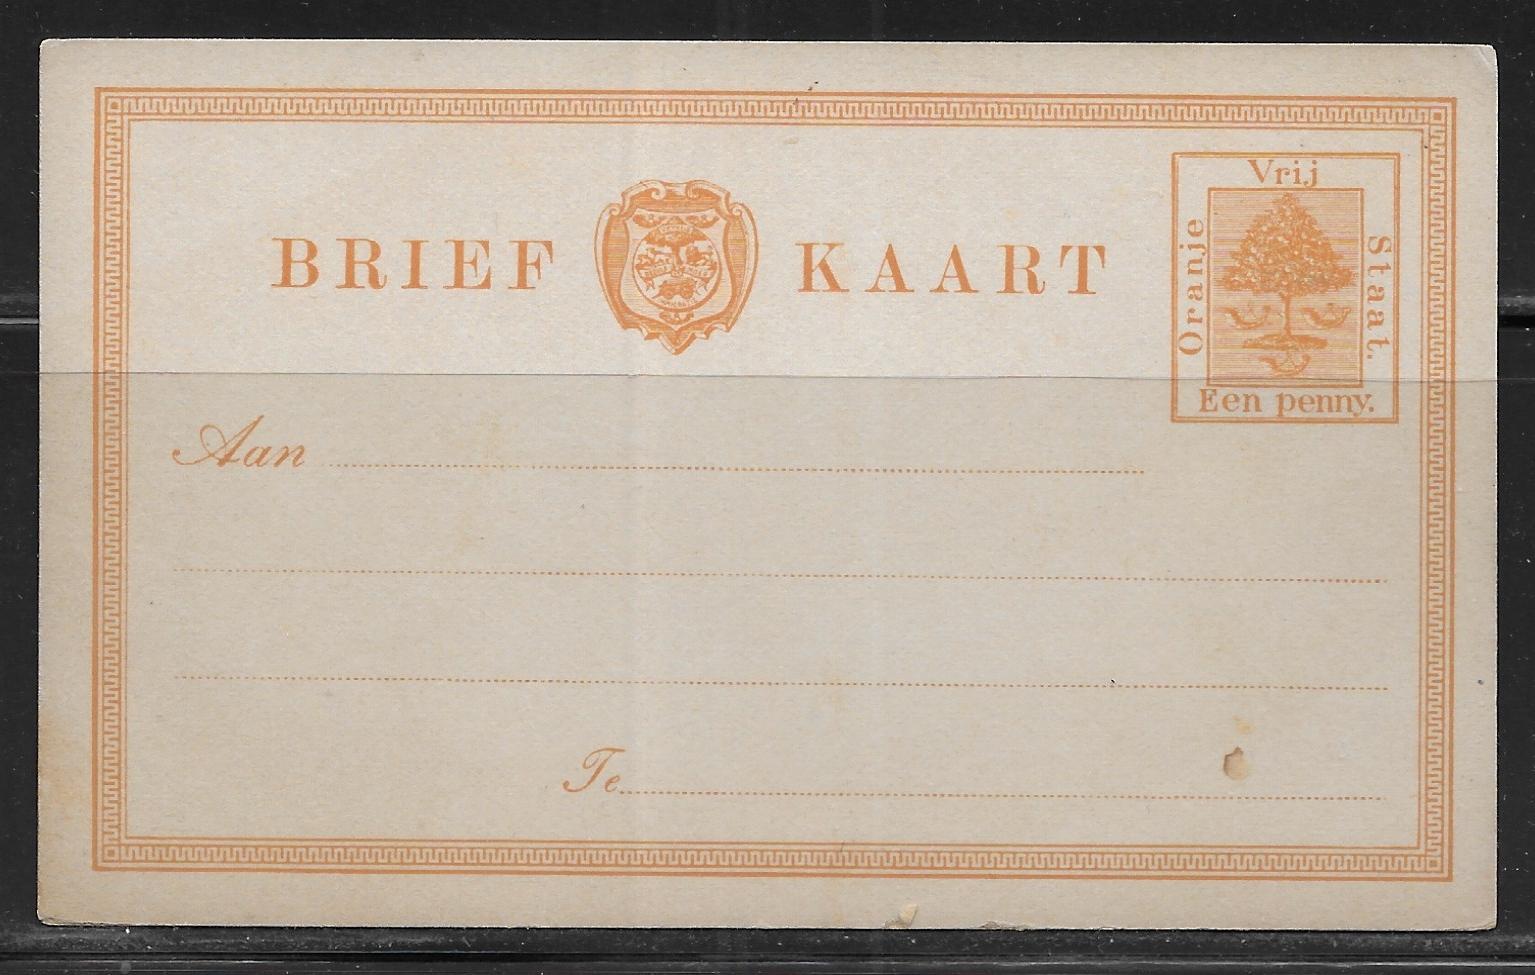 BRIEF KAART
Oranje
Vrij
Staat.
Een penny.
Aan
Te